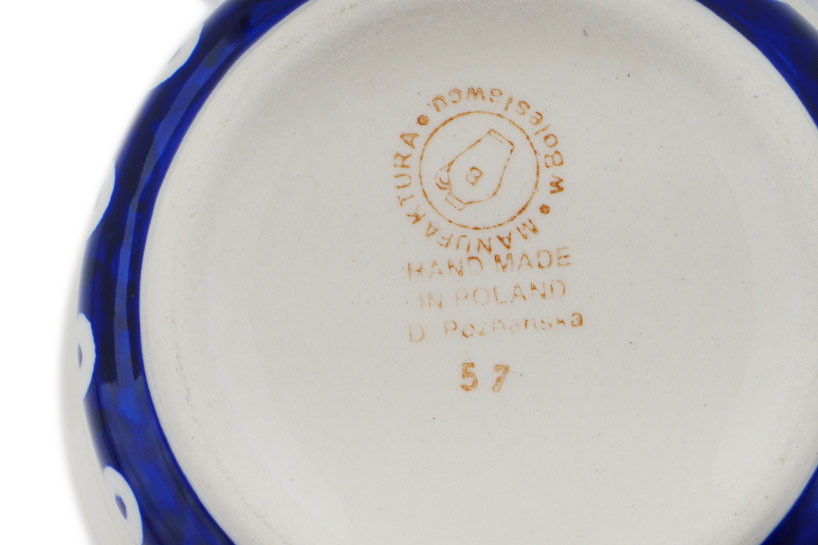 MANUFAKTURA • w Bolesławcu •
B
HAND MADE
IN POLAND
D. Poznańska
57